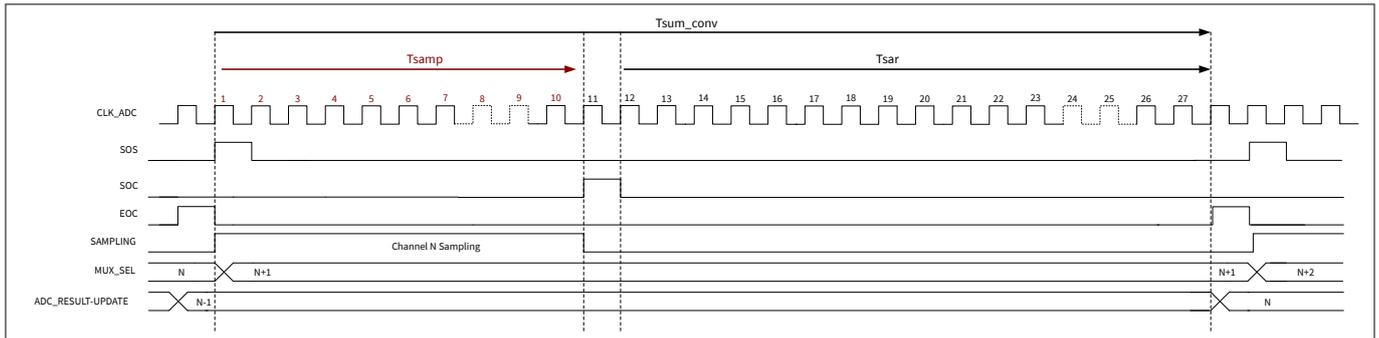 Tsum_conv
Tsamp
Tsar
CLK_ADC 1 2 3 4 5 6 7 8 9 10 11 12 13 14 15 16 17 18 19 20 21 22 23 24 25 26 27
SOS
SOC
EOC
SAMPLING Channel N Sampling
MUX_SEL N N+1 N+1 N+2
ADC_RESULT-UPDATE N-1 N